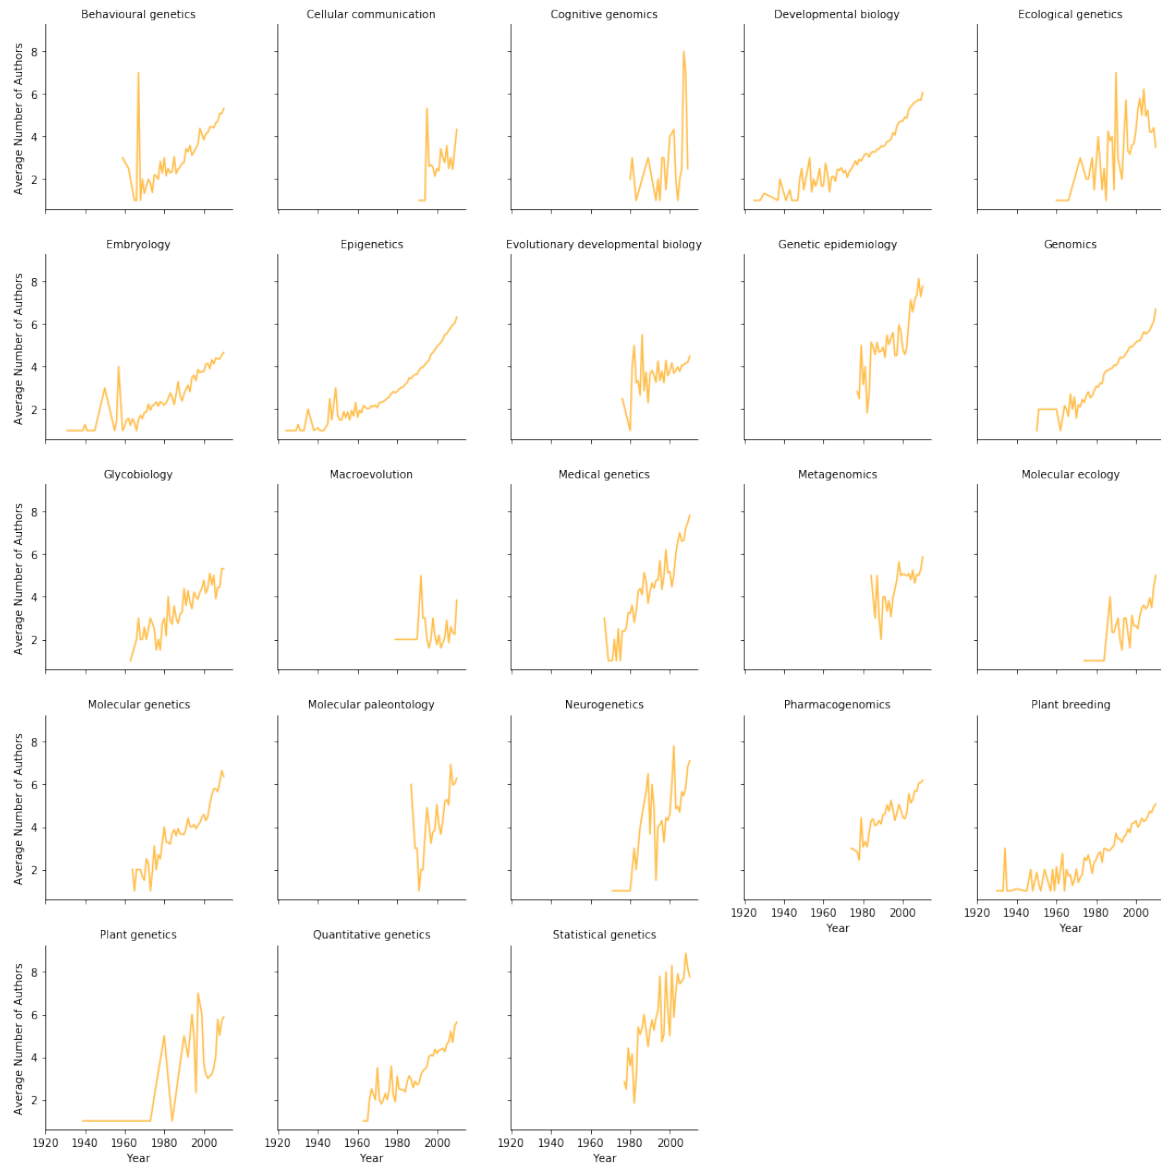 Behavioural genetics
Cellular communication
Cognitive genomics
Developmental biology
Ecological genetics
Average Number of Authors
8
6
4
2
Embryology
Epigenetics
Evolutionary developmental biology
Genetic epidemiology
Genomics
Average Number of Authors
8
6
4
2
Glycobiology
Macroevolution
Medical genetics
Metagenomics
Molecular ecology
Average Number of Authors
8
6
4
2
Molecular genetics
Molecular paleontology
Neurogenetics
Pharmacogenomics
Plant breeding
Average Number of Authors
8
6
4
2
1920 1940 1960 1980 2000
Year
1920 1940 1960 1980 2000
Year
Plant genetics
Quantitative genetics
Statistical genetics
Average Number of Authors
8
6
4
2
1920 1940 1960 1980 2000
Year
1920 1940 1960 1980 2000
Year
1920 1940 1960 1980 2000
Year